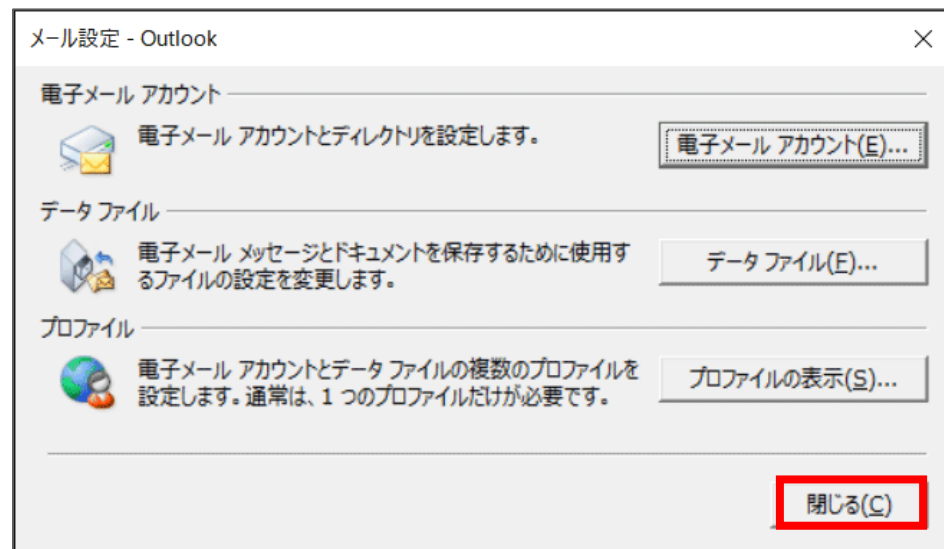 メール設定 - Outlook
電子メール アカウント
電子メール アカウントとディレクトリを設定します。
電子メール アカウント(E)...
データ ファイル
電子メール メッセージとドキュメントを保存するために使用す
るファイルの設定を変更します。
データ ファイル(F)...
プロファイル
電子メール アカウントとデータ ファイルの複数のプロファイルを
設定します。通常は、1 つのプロファイルだけが必要です。
プロファイルの表示(S)...
閉じる(C)